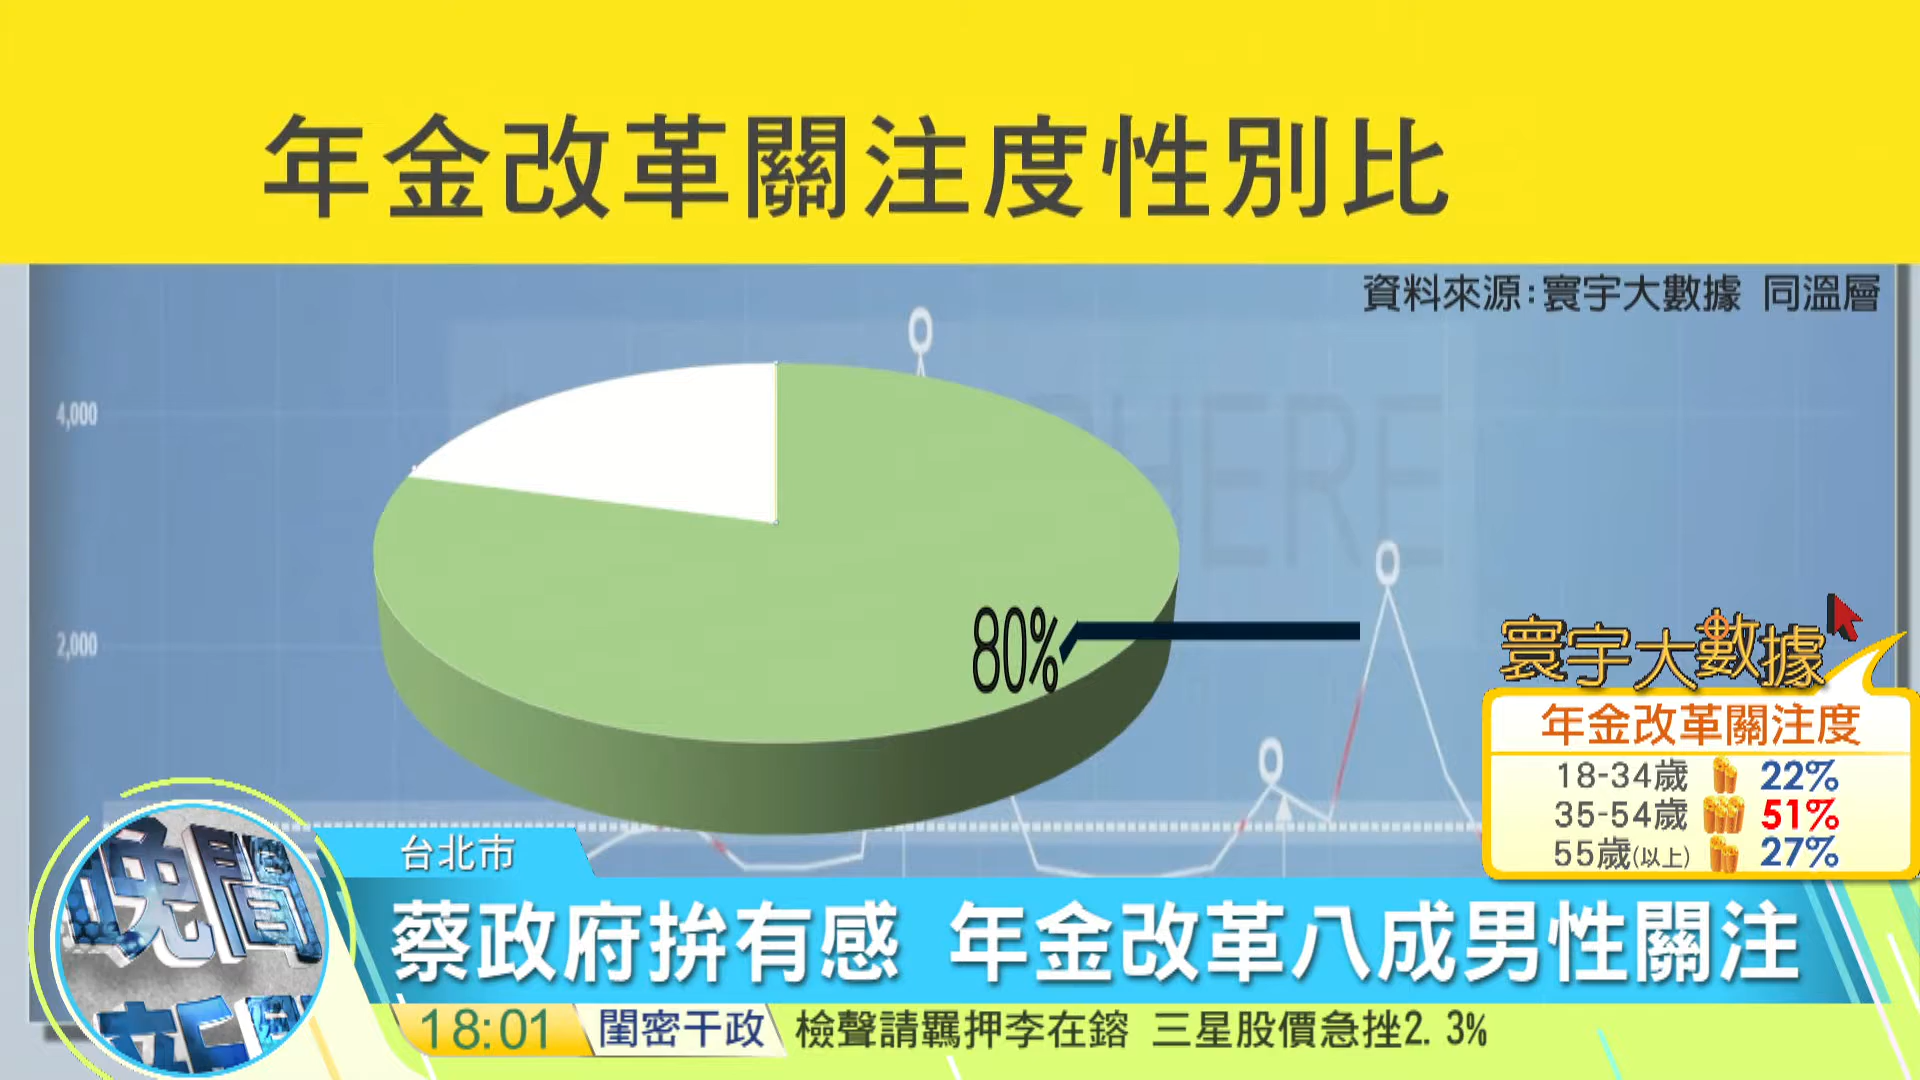 年金改革關注度性別比
資料來源:寰宇大數據 同溫層
4,000
HERE
2,000
80%
寰宇大數據
年金改革關注度
18-34歲 22%
35-54歲 51%
55歲(以上) 27%
台北市
蔡政府拚有感 年金改革八成男性關注
晚間
18:01 閨密干政 檢聲請羈押李在鎔 三星股價急挫2.3%